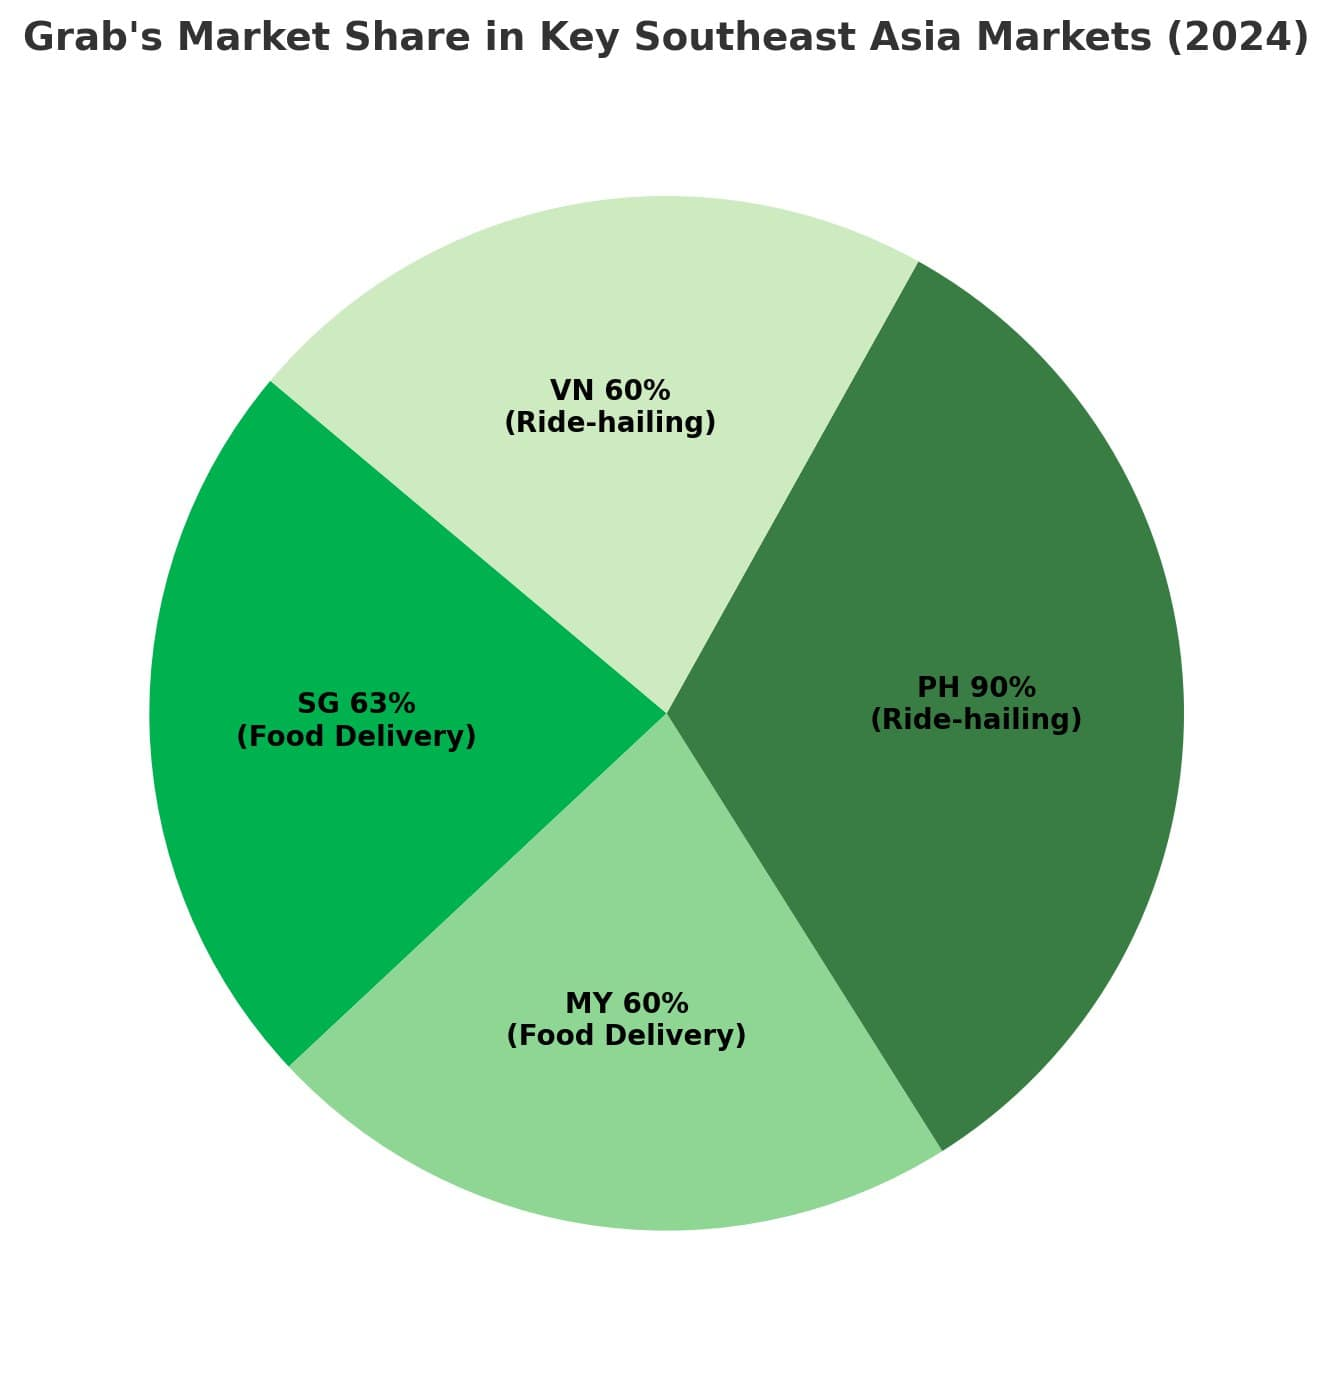 Grab's Market Share in Key Southeast Asia Markets (2024)
VN 60%
(Ride-hailing)
SG 63%
(Food Delivery)
PH 90%
(Ride-hailing)
MY 60%
(Food Delivery)